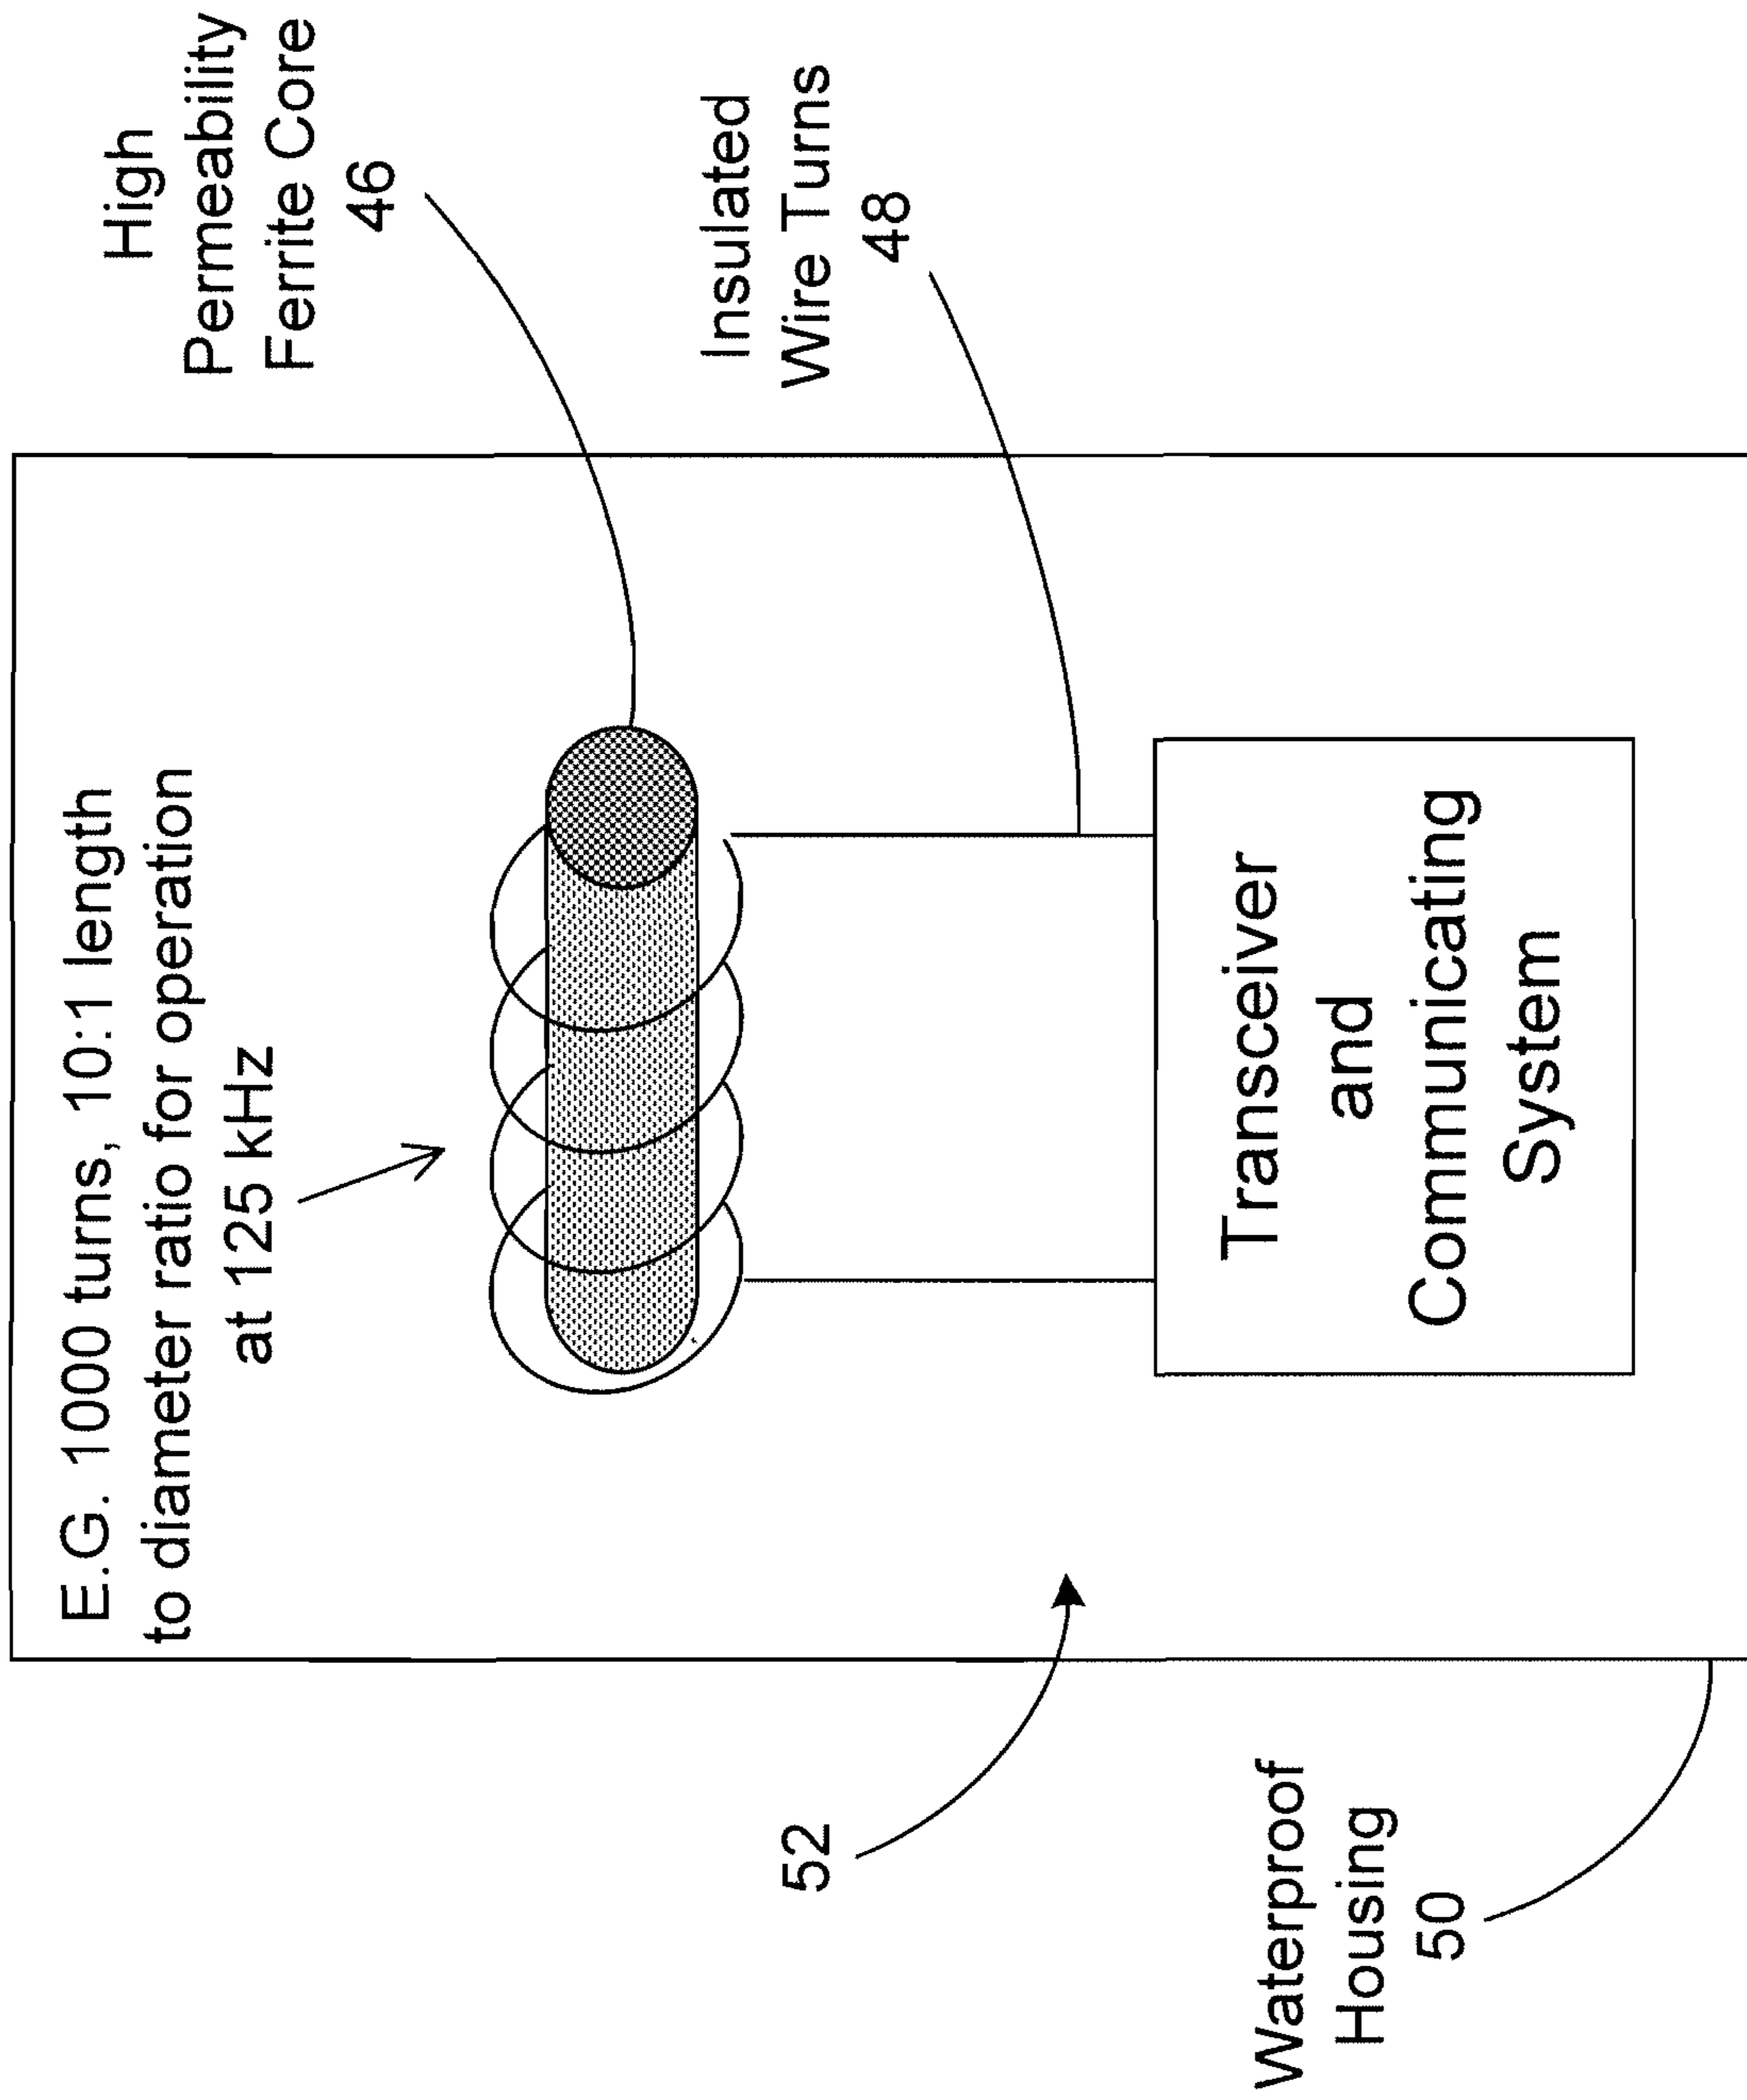 E.G. 1000 turns, 10:1 length
to diameter ratio for operation
at 125 kHz
High
Permeability
Ferrite Core
46
Insulated
Wire Turns
48
52
Transceiver
and
Communicating
System
Waterproof
Housing
50